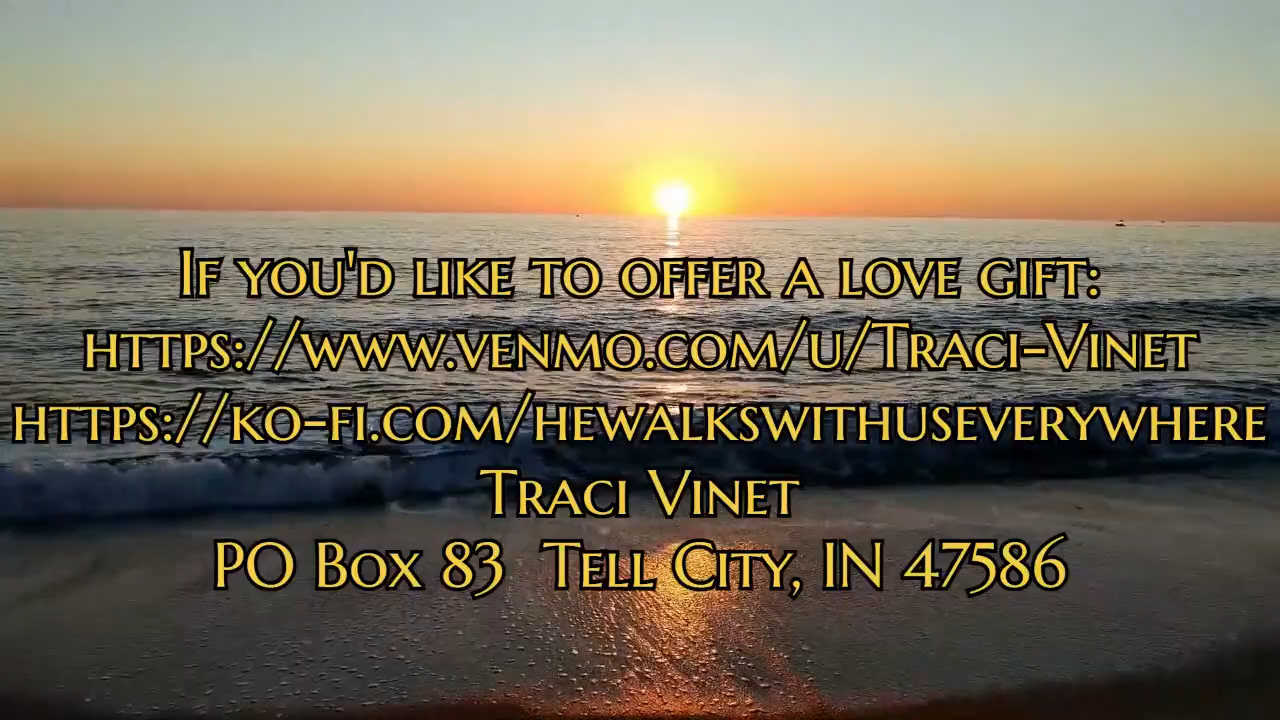 If you'd like to offer a love gift:
https://www.venmo.com/u/Traci-Vinet
https://ko-fi.com/hewalkswithuseverywhere
Traci Vinet
PO Box 83 Tell City, IN 47586